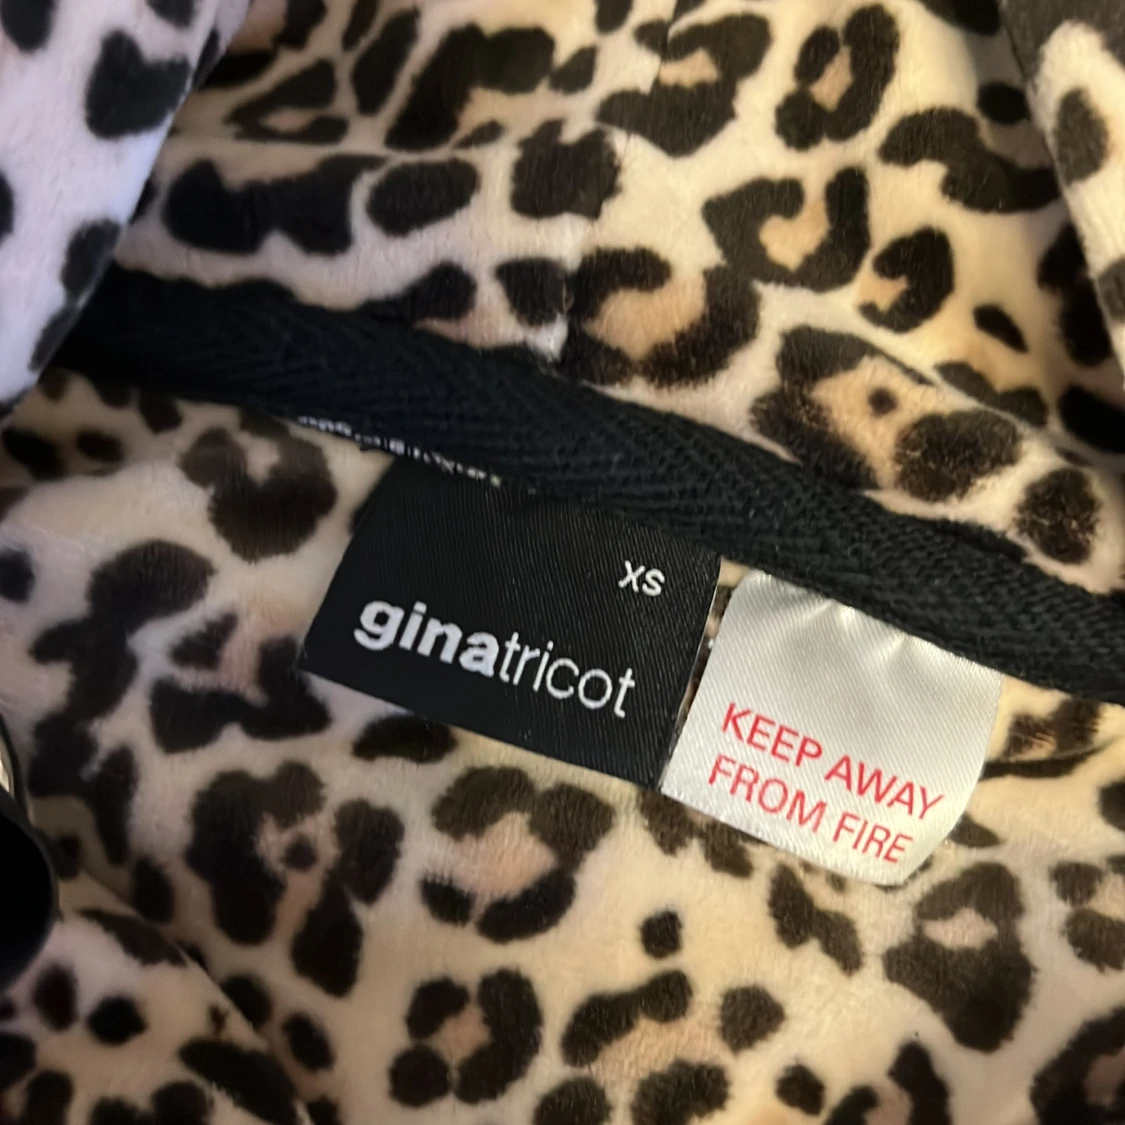 XS
ginatricot
KEEP AWAY
FROM FIRE